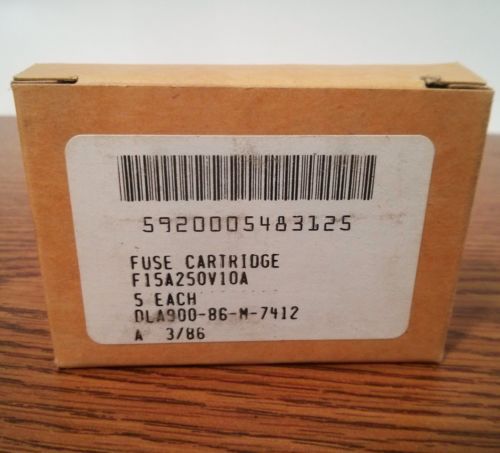 5920005483125
FUSE CARTRIDGE
F15A250V10A
5 EACH
DLA900-86-M-7412
A 3/86